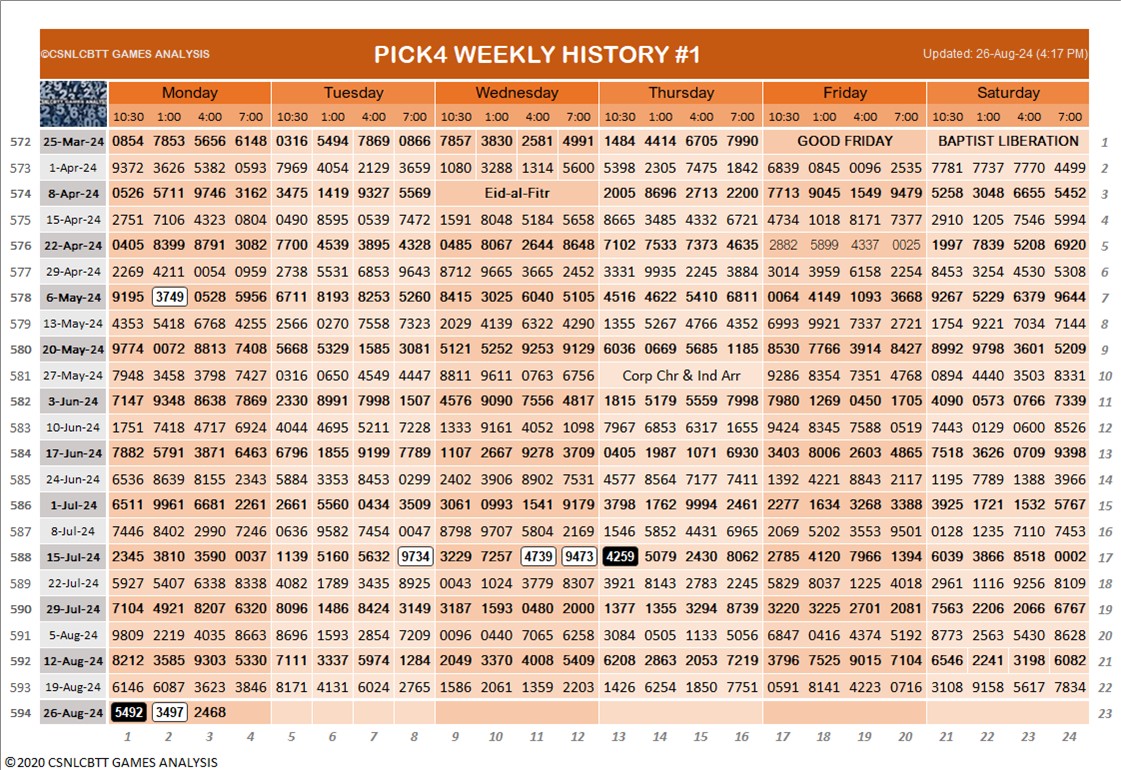 ©CSNLCBTT GAMES ANALYSIS PICK4 WEEKLY HISTORY #1 Updated: 26-Aug-24 (4:17 PM)
Monday Tuesday Wednesday Thursday Friday Saturday
10:30 1:00 4:00 7:00 10:30 1:00 4:00 7:00 10:30 10:00 4:00 7:00 10:30 1:00 4:00 7:00 10:30 1:00 4:00 7:00 10:30 1:00 4:00 7:00
572 25-Mar-24 0854 7853 5656 6148 0316 5494 7869 0866 7857 3830 2581 4991 1484 4414 6705 7990 GOOD FRIDAY BAPTIST LIBERATION 1
573 1-Apr-24 9372 3626 5382 0593 7969 4054 2129 3659 1080 3288 1314 5600 5398 2305 7475 1842 6839 0845 0096 2535 7781 7737 7770 4499 2
574 8-Apr-24 0526 5711 9746 3162 3475 1419 9327 5569 Eid-al-Fitr 2005 8696 2713 2200 7713 9045 1549 9479 5258 3048 6655 5452 3
575 15-Apr-24 2751 7106 4323 0804 0490 8595 0539 7472 1591 8048 5184 5658 8665 3485 4332 6721 4734 1018 8171 7377 2910 1205 7546 5994 4
576 22-Apr-24 0405 8399 8791 3082 7700 4539 3895 4328 0485 8067 2644 8648 7102 7533 7373 4635 2882 5899 4337 0025 1997 7839 5208 6920 5
577 29-Apr-24 2269 4211 0054 0959 2738 5531 6853 9643 8712 9665 3665 2452 3331 9935 2245 3884 3014 3959 6158 2254 8453 3254 4530 5308 6
578 6-May-24 9195 3749 0528 5956 6711 8193 8253 5260 8415 3025 6040 5105 4516 4622 5410 6811 0064 4149 1093 3668 9267 5229 6379 9644 7
579 13-May-24 4353 5418 6768 4255 2566 0270 7558 7323 2029 4139 6322 4290 1355 5267 4766 4352 6993 9921 7337 2721 1754 9221 7034 7144 8
580 20-May-24 9774 0072 8813 7408 5668 5329 1585 3081 5121 5252 9253 9129 6036 0669 5685 1185 8530 7766 3914 8427 8992 9798 3601 5209 9
581 27-May-24 7948 3458 3798 7427 0316 0650 4549 4447 8811 9611 0763 6756 Corp Chr & Ind Arr 9286 8354 7351 4768 0894 4440 3503 8331 10
582 3-Jun-24 7147 9348 8638 7869 2330 8991 7998 1507 4576 9090 7556 4817 1815 5179 5559 7998 7980 1269 0450 1705 4090 0573 0766 7339 11
583 10-Jun-24 1751 7418 4717 6924 4044 4695 5211 7228 1333 9161 4052 1098 7967 6853 6317 1655 9424 8345 7588 0519 7443 0129 0600 8526 12
584 17-Jun-24 7882 5791 3871 6463 6796 1855 9199 7789 1107 2667 9278 3709 0405 1987 1071 6930 3403 8006 2603 4865 7518 3626 0709 9398 13
585 24-Jun-24 6536 8639 8155 2343 5884 3353 8453 0299 2402 3906 8902 7531 4577 8564 7177 7411 1392 4221 8843 2117 1195 7789 1388 3966 14
586 1-Jul-24 6511 9961 6681 2261 2661 5560 0434 3509 3061 0993 1541 9179 3798 1762 9994 2461 2277 1634 3268 3388 3925 1721 1532 5767 15
587 8-Jul-24 7446 8402 2990 7246 0636 9582 7454 0047 8798 9707 5804 2169 1546 5852 4431 6965 2069 5202 3553 9501 0128 1235 7110 7453 16
588 15-Jul-24 2345 3810 3590 0037 1139 5160 5632 9734 3229 7257 4739 9473 4259 5079 2430 8062 2785 4120 7966 1394 6039 3866 8518 0002 17
589 22-Jul-24 5927 5407 6338 8338 4082 1789 3435 8925 0043 1024 3779 8307 3921 8143 2783 2245 5829 8037 1225 4018 2961 1116 9256 8109 18
590 29-Jul-24 7104 4921 8207 6320 8096 1486 8424 3149 3187 1593 0480 2000 1377 1355 3294 8739 3220 3225 2701 2081 7563 2206 2066 6767 19
591 5-Aug-24 9809 2219 4035 8663 8696 1593 2854 7209 0096 0440 7065 6258 3084 0505 1133 5056 6847 0416 4374 5192 8773 2563 5430 8628 20
592 12-Aug-24 8212 3585 9303 5330 7111 3337 5974 1284 2049 3370 4008 5409 6208 2863 2053 7219 3796 7525 9015 7104 6546 2241 3198 6082 21
593 19-Aug-24 6146 6087 3623 3846 8171 4131 6024 2765 1586 2061 1359 2203 1426 6254 1850 7751 0591 8141 4223 0716 3108 9158 5617 7834 22
594 26-Aug-24 5492 3497 2468 23
1 2 3 4 5 6 7 8 9 10 11 12 13 14 15 16 17 18 19 20 21 22 23 24
©2020 CSNLCBTT GAMES ANALYSIS